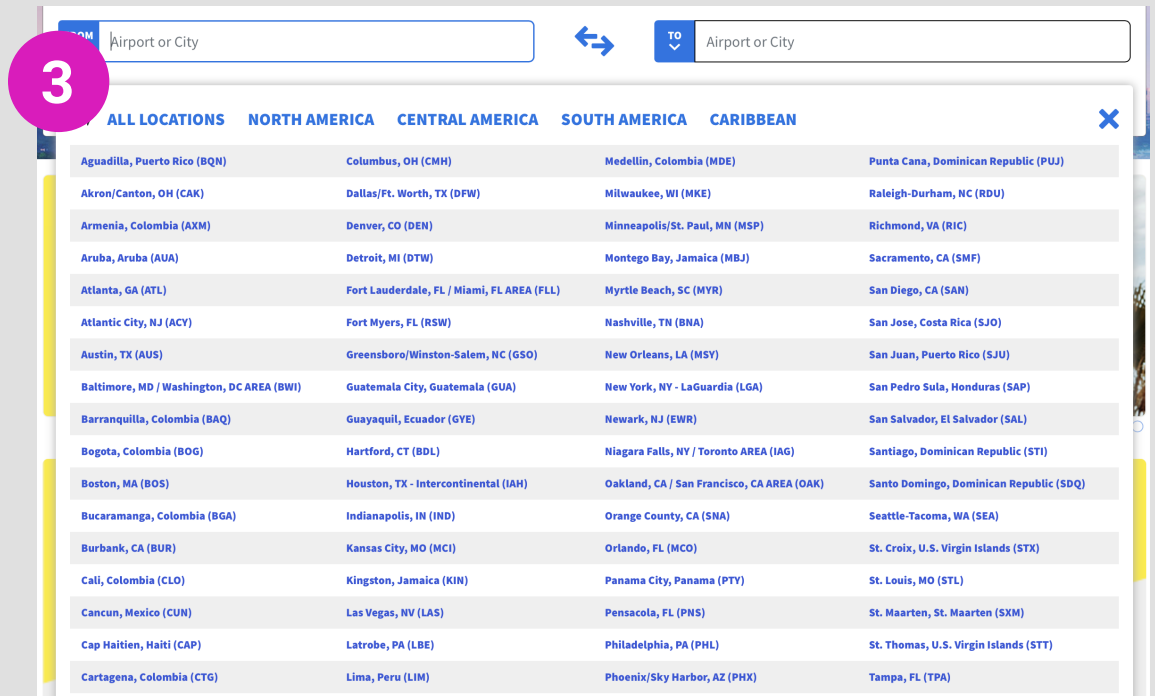 OM
Airport or City
TO
Airport or City
3
ALL LOCATIONS NORTH AMERICA CENTRAL AMERICA SOUTH AMERICA CARIBBEAN
Aguadilla, Puerto Rico (BQN) Columbus, OH (CMH) Medellin, Colombia (MDE) Punta Cana, Dominican Republic (PUJ)
Akron/Canton, OH (CAK) Dallas/Ft. Worth, TX (DFW) Milwaukee, WI (MKE) Raleigh-Durham, NC (RDU)
Armenia, Colombia (AXM) Denver, CO (DEN) Minneapolis/St. Paul, MN (MSP) Richmond, VA (RIC)
Aruba, Aruba (AUA) Detroit, MI (DTW) Montego Bay, Jamaica (MBJ) Sacramento, CA (SMF)
Atlanta, GA (ATL) Fort Lauderdale, FL / Miami, FL AREA (FLL) Myrtle Beach, SC (MYR) San Diego, CA (SAN)
Atlantic City, NJ (ACY) Fort Myers, FL (RSW) Nashville, TN (BNA) San Jose, Costa Rica (SJO)
Austin, TX (AUS) Greensboro/Winston-Salem, NC (GSO) New Orleans, LA (MSY) San Juan, Puerto Rico (SJU)
Baltimore, MD / Washington, DC AREA (BWI) Guatemala City, Guatemala (GUA) New York, NY - LaGuardia (LGA) San Pedro Sula, Honduras (SAP)
Barranquilla, Colombia (BAQ) Guayaquil, Ecuador (GYE) Newark, NJ (EWR) San Salvador, El Salvador (SAL)
Bogota, Colombia (BOG) Hartford, CT (BDL) Niagara Falls, NY / Toronto AREA (IAG) Santiago, Dominican Republic (STI)
Boston, MA (BOS) Houston, TX - Intercontinental (IAH) Oakland, CA / San Francisco, CA AREA (OAK) Santo Domingo, Dominican Republic (SDQ)
Bucaramanga, Colombia (BGA) Indianapolis, IN (IND) Orange County, CA (SNA) Seattle-Tacoma, WA (SEA)
Burbank, CA (BUR) Kansas City, MO (MCI) Orlando, FL (MCO) St. Croix, U.S. Virgin Islands (STX)
Cali, Colombia (CLO) Kingston, Jamaica (KIN) Panama City, Panama (PTY) St. Louis, MO (STL)
Cancun, Mexico (CUN) Las Vegas, NV (LAS) Pensacola, FL (PNS) St. Maarten, St. Maarten (SXM)
Cap Haitien, Haiti (CAP) Latrobe, PA (LBE) Philadelphia, PA (PHL) St. Thomas, U.S. Virgin Islands (STT)
Cartagena, Colombia (CTG) Lima, Peru (LIM) Phoenix/Sky Harbor, AZ (PHX) Tampa, FL (TPA)